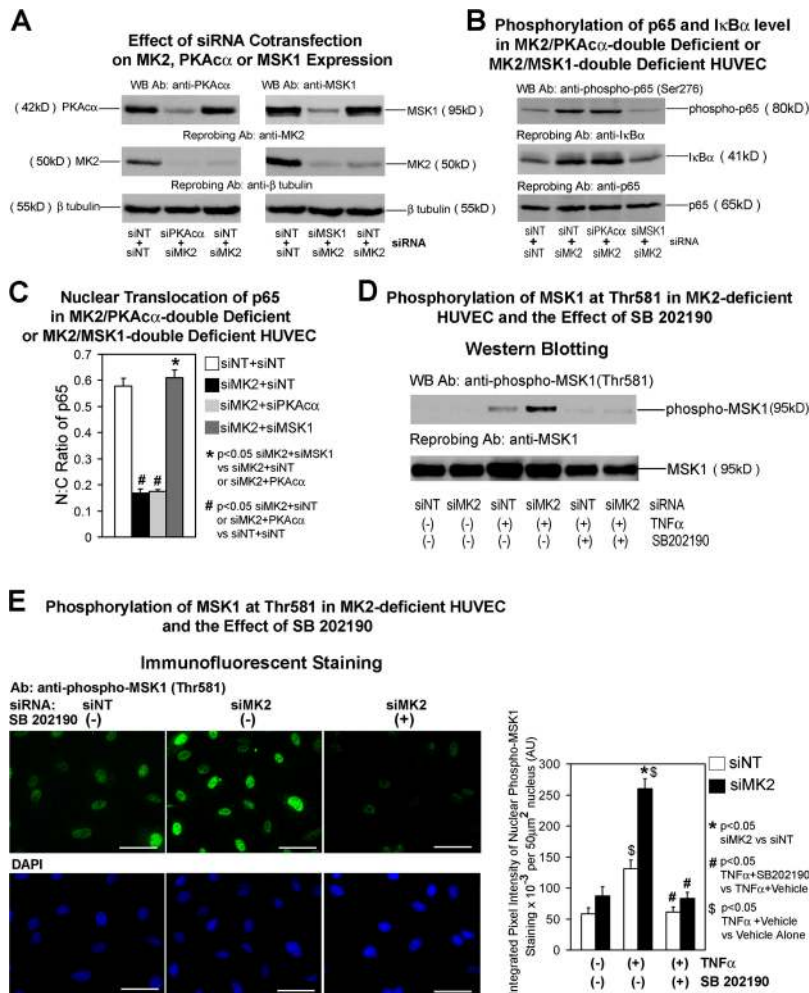 A
Effect of siRNA Cotransfection
on MK2, PKAcα or MSK1 Expression
WB Ab: anti-PKAcα
WB Ab: anti-MSK1
(42kD) PKAcα
MSK1 (95kD)
Reprobing Ab: anti-MK2
(50kD) MK2
MK2 (50kD)
Reprobing Ab: anti-β tubulin
(55kD) β tubulin
β tubulin (55kD)
siNT siPKAcα siNT siNT siMSK1 siNT
+ + + + + + siRNA
siNT siMK2 siMK2 siNT siMK2 siMK2
B
Phosphorylation of p65 and IκBα level
in MK2/PKAcα-double Deficient or
MK2/MSK1-double Deficient HUVEC
WB Ab: anti-phospho-p65 (Ser276)
phospho-p65 (80kD)
Reprobing Ab: anti-IκBα
IκBα (41kD)
Reprobing Ab: anti-p65
p65 (65kD)
siNT siNT siPKAcα siMSK1
+ + + + siRNA
siNT siMK2 siMK2 siMK2
C
Nuclear Translocation of p65
in MK2/PKAcα-double Deficient
or MK2/MSK1-double Deficient HUVEC
N:C Ratio of p65
0.7
0.6
0.5
0.4
0.3
0.2
0.1
0
# # *
siNT+siNT
siMK2+siNT
siMK2+siPKAcα
siMK2+siMSK1
* p<0.05 siMK2+siMSK1
vs siMK2+siNT
or siMK2+PKAcα
# p<0.05 siMK2+siNT
or siMK2+PKAcα
vs siNT+siNT
D
Phosphorylation of MSK1 at Thr581 in MK2-deficient
HUVEC and the Effect of SB 202190
Western Blotting
WB Ab: anti-phospho-MSK1(Thr581)
phospho-MSK1(95kD)
Reprobing Ab: anti-MSK1
MSK1 (95kD)
siNT siMK2 siNT siMK2 siNT siMK2 siRNA
(-) (-) (+) (+) (+) (+) TNFα
(-) (-) (-) (-) (+) (+) SB202190
E
Phosphorylation of MSK1 at Thr581 in MK2-deficient HUVEC
and the Effect of SB 202190
Immunofluorescent Staining
Ab: anti-phospho-MSK1 (Thr581)
siRNA: siNT siMK2 siMK2
SB 202190 (-) (-) (+)
DAPI
Integrated Pixel Intensity of Nuclear Phospho-MSK1
Staining x 10⁻³ per 50μm² nucleus (AU)
300
250
200
150
100
50
0
$ *$ # #
siNT
siMK2
* p<0.05
siMK2 vs siNT
# p<0.05
TNFα+SB202190
vs TNFα+Vehicle
$ p<0.05
TNFα +Vehicle
vs Vehicle Alone
(-) (+) (+) TNFα
(-) (-) (+) SB 202190